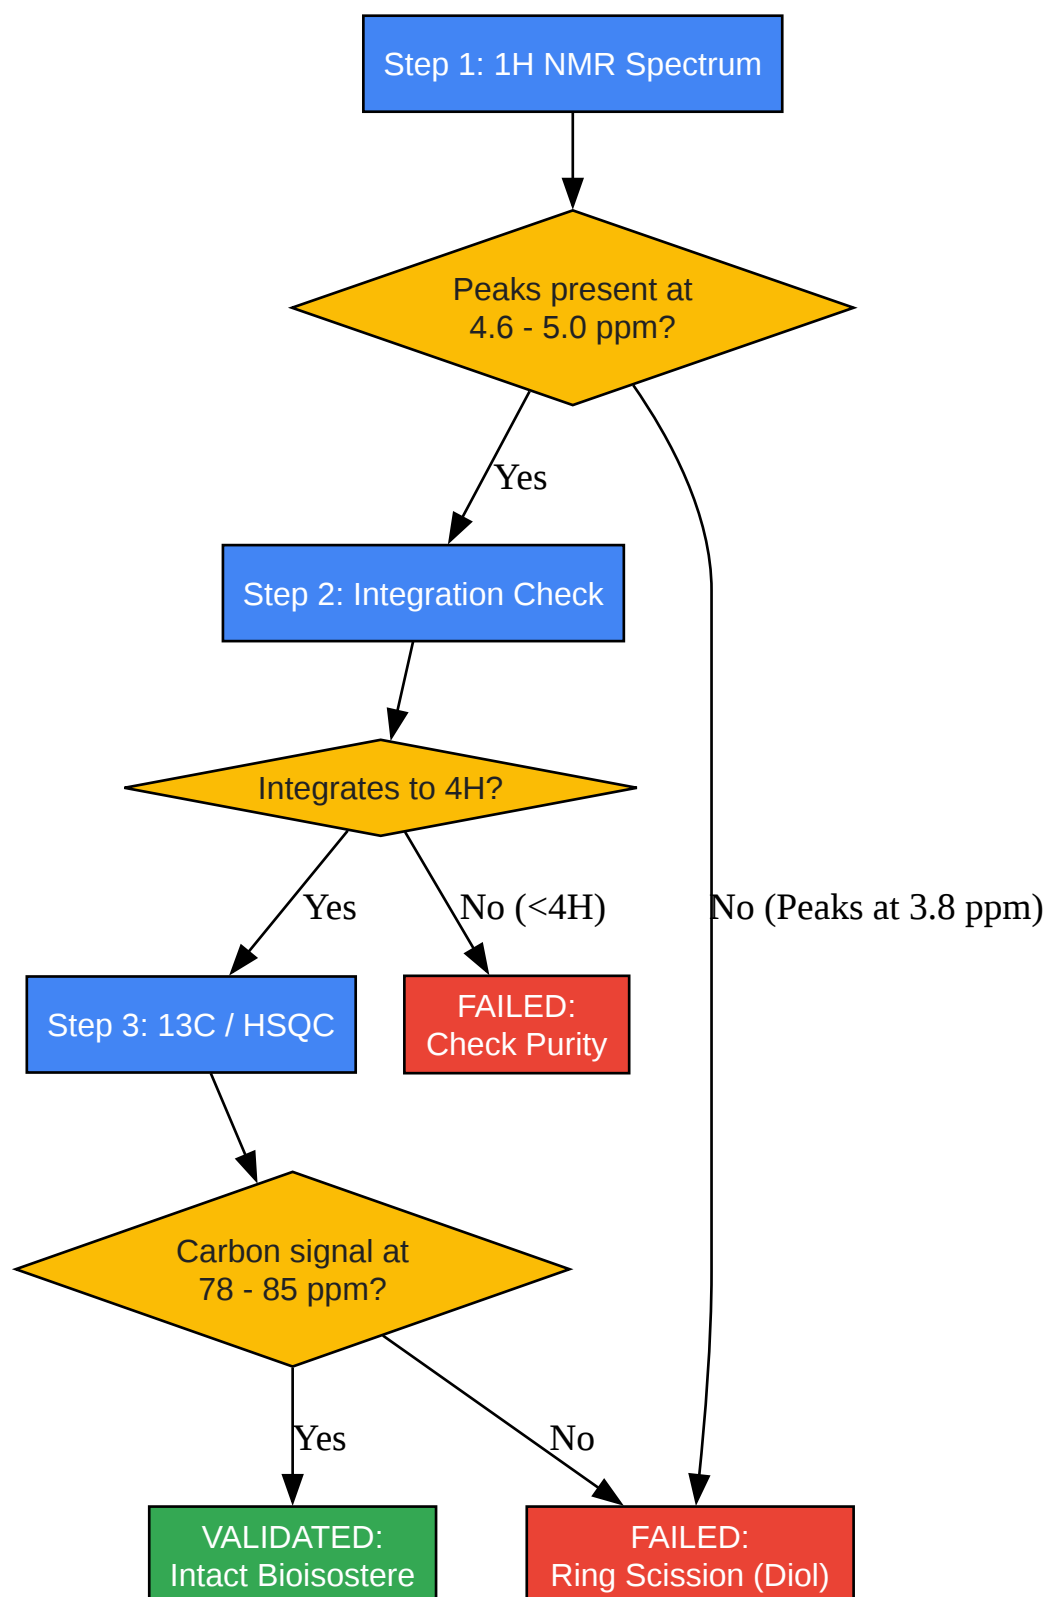 Step 1: 1H NMR Spectrum
Peaks present at
4.6 - 5.0 ppm?
Yes
Step 2: Integration Check
Integrates to 4H?
Yes
No (<4H)
No (Peaks at 3.8 ppm)
Step 3: 13C / HSQC
FAILED:
Check Purity
Carbon signal at
78 - 85 ppm?
Yes
No
VALIDATED:
Intact Bioisostere
FAILED:
Ring Scission (Diol)